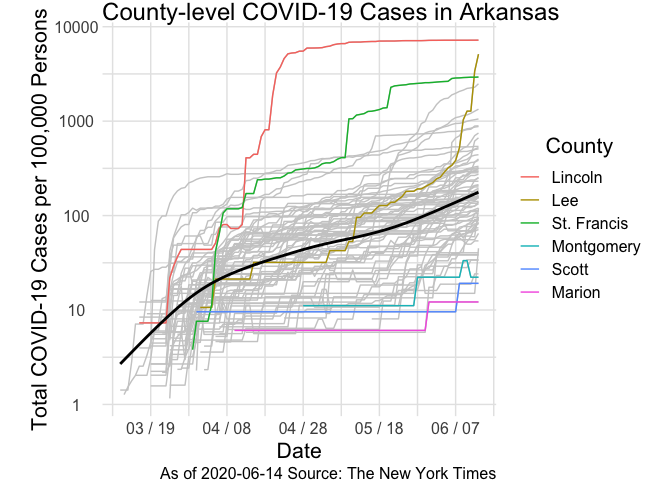 County-level COVID-19 Cases in Arkansas
Total COVID-19 Cases per 100,000 Persons
10000
1000
100
10
1
03 / 19
04 / 08
04 / 28
05 / 18
06 / 07
Date
As of 2020-06-14 Source: The New York Times
County
Lincoln
Lee
St. Francis
Montgomery
Scott
Marion